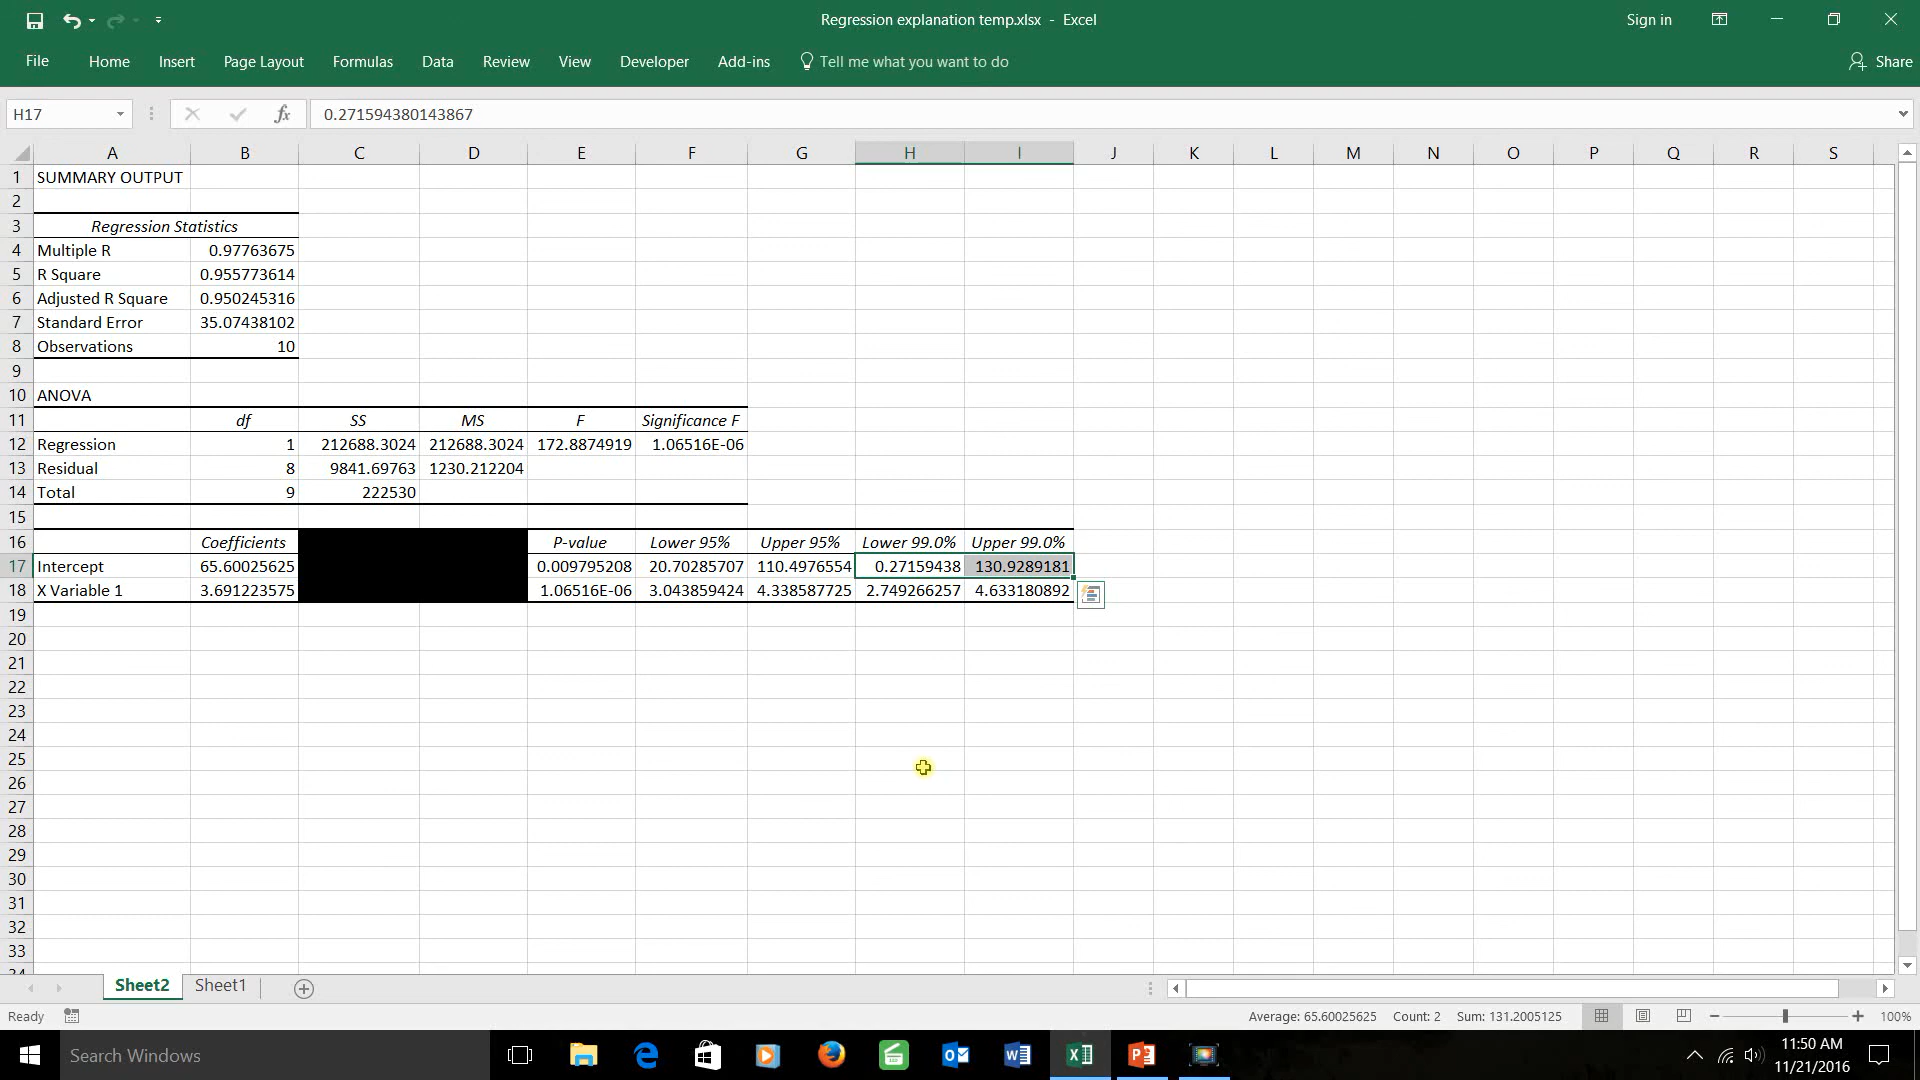 Regression explanation temp.xlsx - Excel
Sign in
File Home Insert Page Layout Formulas Data Review View Developer Add-ins Tell me what you want to do Share
H17 fx 0.271594380143867
A B C D E F G H I J K L M N O P Q R S
1 SUMMARY OUTPUT
2
3 Regression Statistics
4 Multiple R 0.97763675
5 R Square 0.955773614
6 Adjusted R Square 0.950245316
7 Standard Error 35.07438102
8 Observations 10
9
10 ANOVA
11 df SS MS F Significance F
12 Regression 1 212688.3024 212688.3024 172.8874919 1.06516E-06
13 Residual 8 9841.69763 1230.212204
14 Total 9 222530
15
16 Coefficients P-value Lower 95% Upper 95% Lower 99.0% Upper 99.0%
17 Intercept 65.60025625 0.009795208 20.70285707 110.4976554 0.27159438 130.9289181
18 X Variable 1 3.691223575 1.06516E-06 3.043859424 4.338587725 2.749266257 4.633180892
19
20
21
22
23
24
25
26
27
28
29
30
31
32
33
34
Sheet2 Sheet1
Ready Average: 65.60025625 Count: 2 Sum: 131.2005125 100%
Search Windows
11:50 AM
11/21/2016